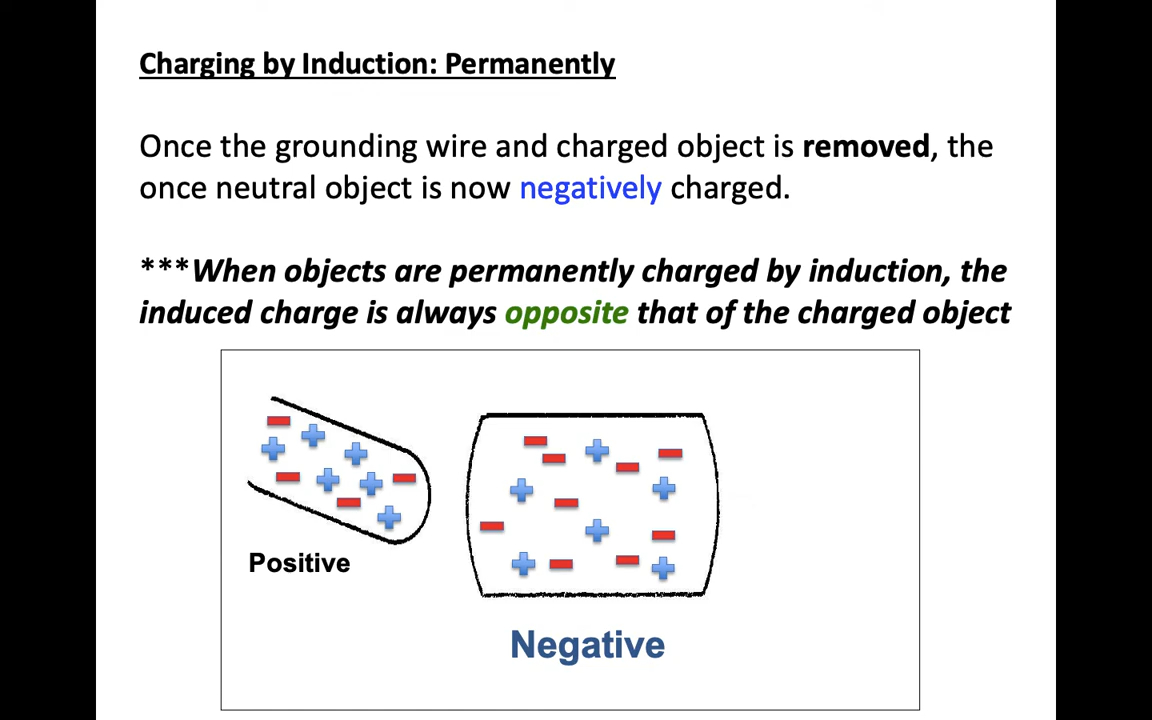 Charging by Induction: Permanently
Once the grounding wire and charged object is removed, the
once neutral object is now negatively charged.
***When objects are permanently charged by induction, the
induced charge is always opposite that of the charged object
Positive
Negative